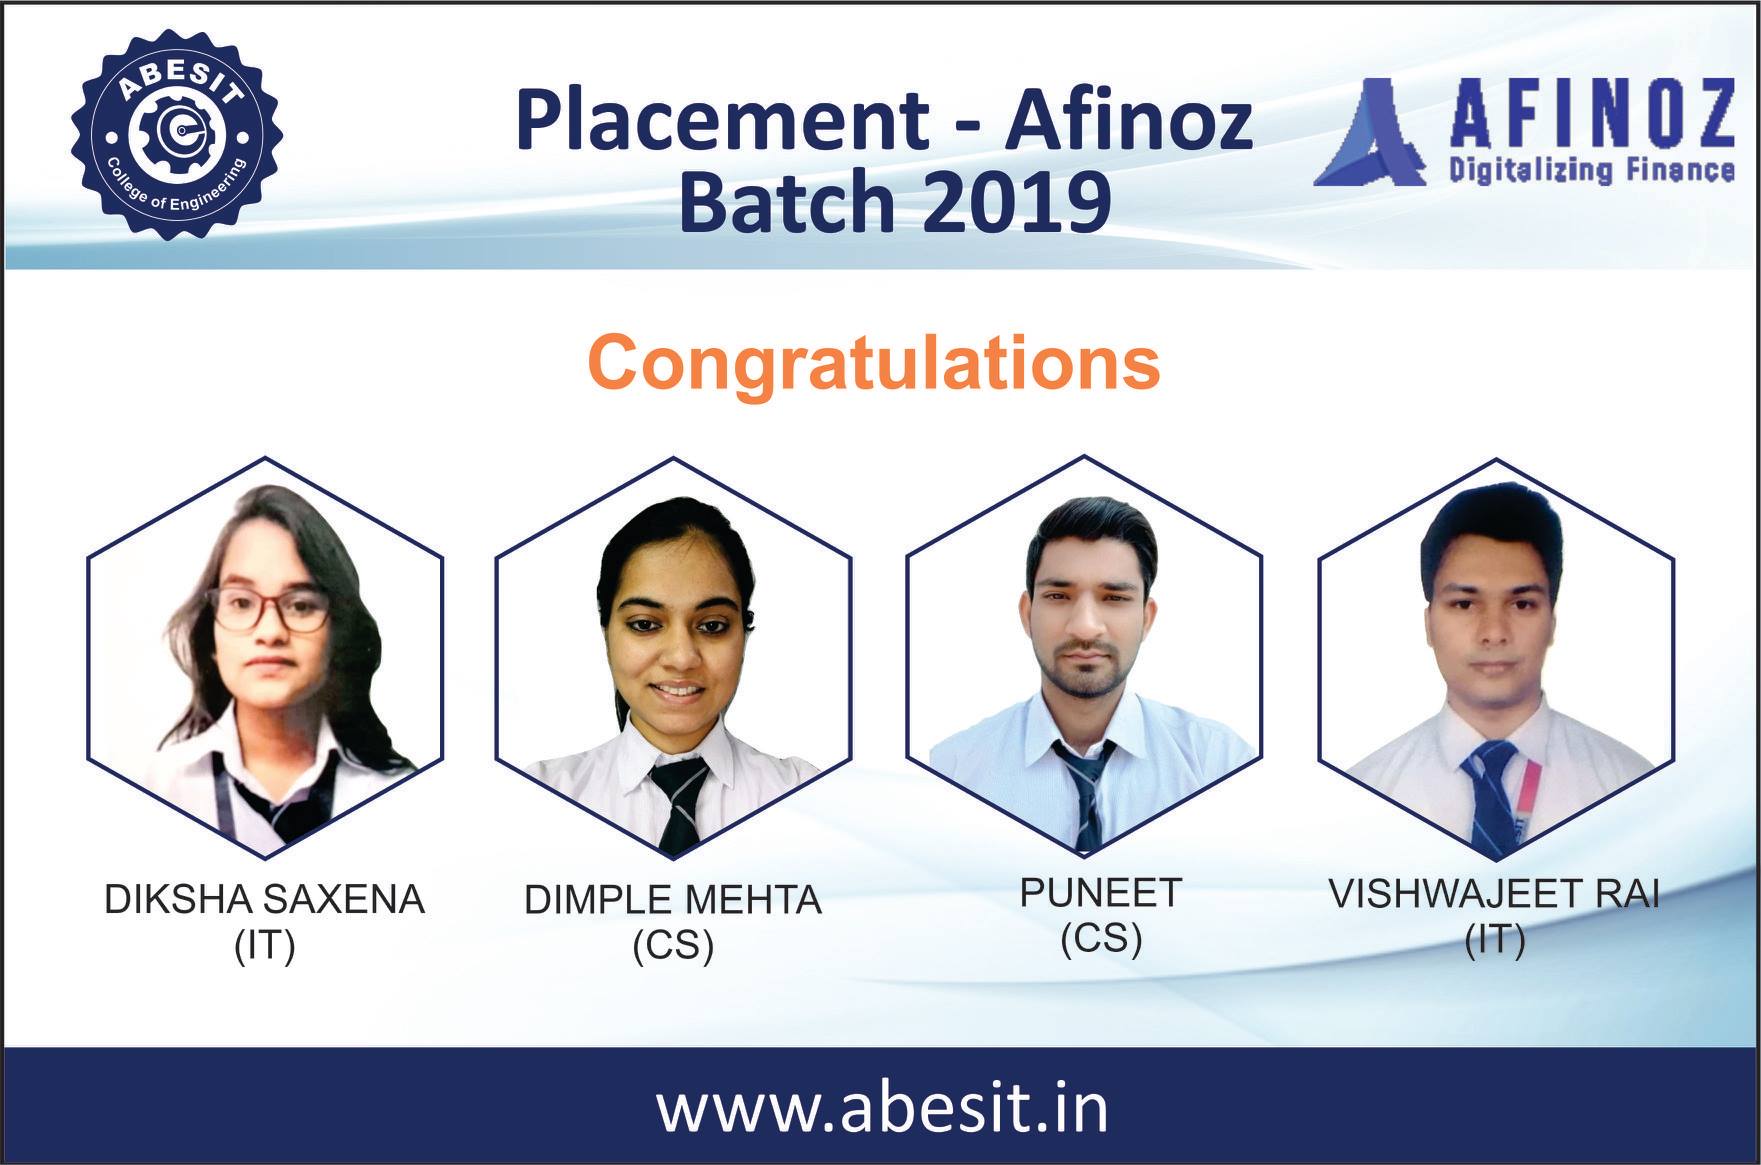 ABESIT
College of Engineering
Placement - Afinoz
Batch 2019
AFINOZ
Digitalizing Finance
Congratulations
DIKSHA SAXENA
(IT)
DIMPLE MEHTA
(CS)
PUNEET
(CS)
VISHWAJEET RAI
(IT)
www.abesit.in